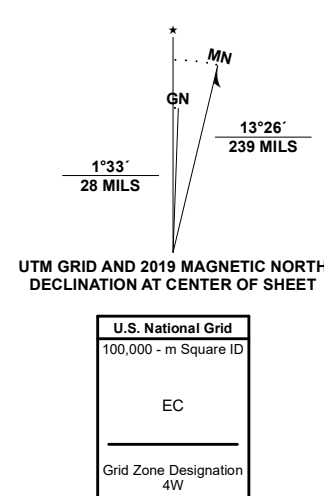 ★
MN
GN
13°26´
239 MILS
1°33´
28 MILS
UTM GRID AND 2019 MAGNETIC NORTH
DECLINATION AT CENTER OF SHEET
U.S. National Grid
100,000 - m Square ID
EC
Grid Zone Designation
4W